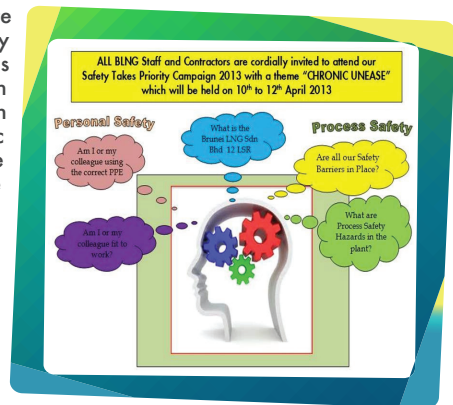 ALL BLNG Staff and Contractors are cordially invited to attend our
Safety Takes Priority Campaign 2013 with a theme “CHRONIC UNEASE”
which will be held on 10th to 12th April 2013
Personal Safety
Process Safety
What is the
Brunei LNG Sdn
Bhd 12 LSR
Am I or my
colleague using
the correct PPE
Are all our Safety
Barriers in Place?
Am I or my
colleague fit to
work?
What are
Process Safety
Hazards in the
plant?